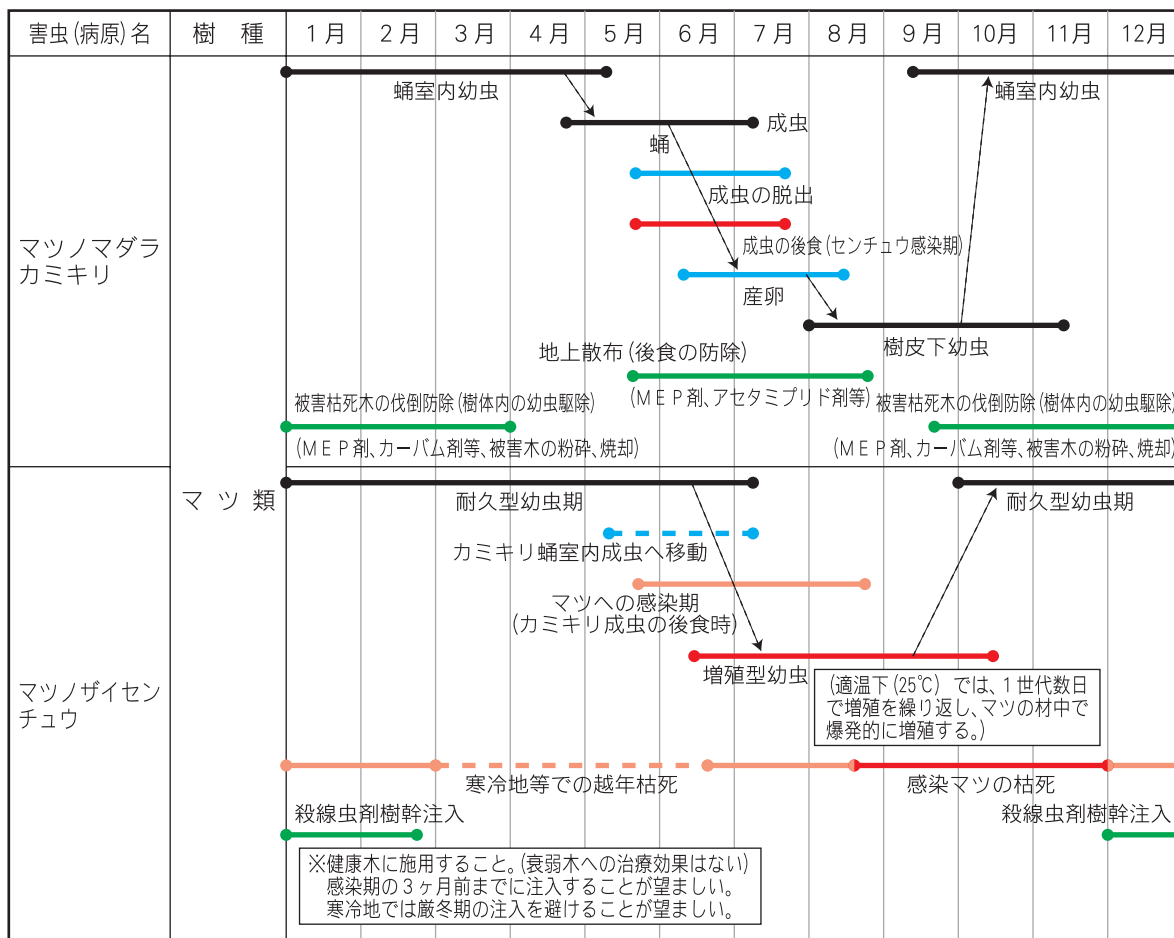 害虫(病原)名 樹 種 1月 2月 3月 4月 5月 6月 7月 8月 9月 10月 11月 12月
マツノマダラ
カミキリ
蛹室内幼虫
蛹室内幼虫
成虫
蛹
成虫の脱出
成虫の後食(センチュウ感染期)
産卵
樹皮下幼虫
地上散布(後食の防除)
(MEP剤、アセタミプリド剤等)
被害枯死木の伐倒防除(樹体内の幼虫駆除)
(MEP剤、カーバム剤等、被害木の粉砕、焼却)
被害枯死木の伐倒防除(樹体内の幼虫駆除)
(MEP剤、カーバム剤等、被害木の粉砕、焼却)
マツ類
マツノザイセン
チュウ
耐久型幼虫期
耐久型幼虫期
カミキリ蛹室内成虫へ移動
マツへの感染期
(カミキリ成虫の後食時)
増殖型幼虫
(適温下(25℃)では、1世代数日
で増殖を繰り返し、マツの材中で
爆発的に増殖する。)
寒冷地等での越年枯死
感染マツの枯死
殺線虫剤樹幹注入
殺線虫剤樹幹注入
※健康木に施用すること。(衰弱木への治療効果はない)
感染期の3ヶ月前までに注入することが望ましい。
寒冷地では厳冬期の注入を避けることが望ましい。